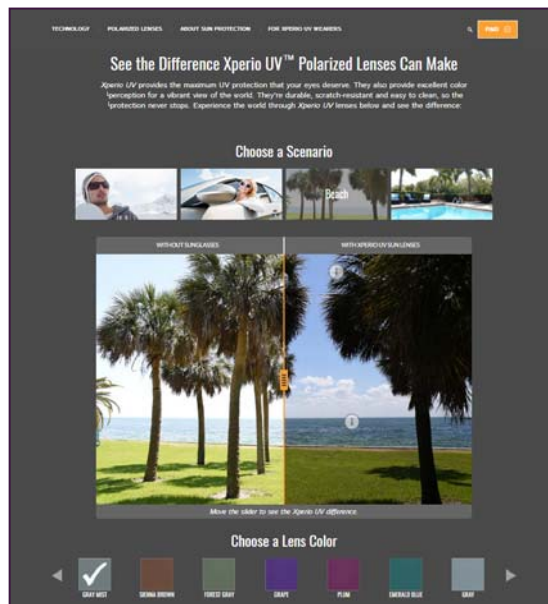 TECHNOLOGY POLARIZED LENSES ABOUT SUN PROTECTION FOR XPERIO UV WEARERS FIND
See the Difference Xperio UV™ Polarized Lenses Can Make
Xperio UV provides the maximum UV protection that your eyes deserve. They also provide excellent color
perception for a vibrant view of the world. They're durable, scratch-resistant and easy to clean, so the
protection never stops. Experience the world through Xperio UV lenses below and see the difference:
Choose a Scenario
Beach
WITHOUT SUNGLASSES WITH XPERIO UV SUN LENSES
Move the slider to see the Xperio UV difference.
Choose a Lens Color
GRAY MIST SIENNA BROWN FOREST GRAY GRAPE PLUM EMERALD BLUE GRAY